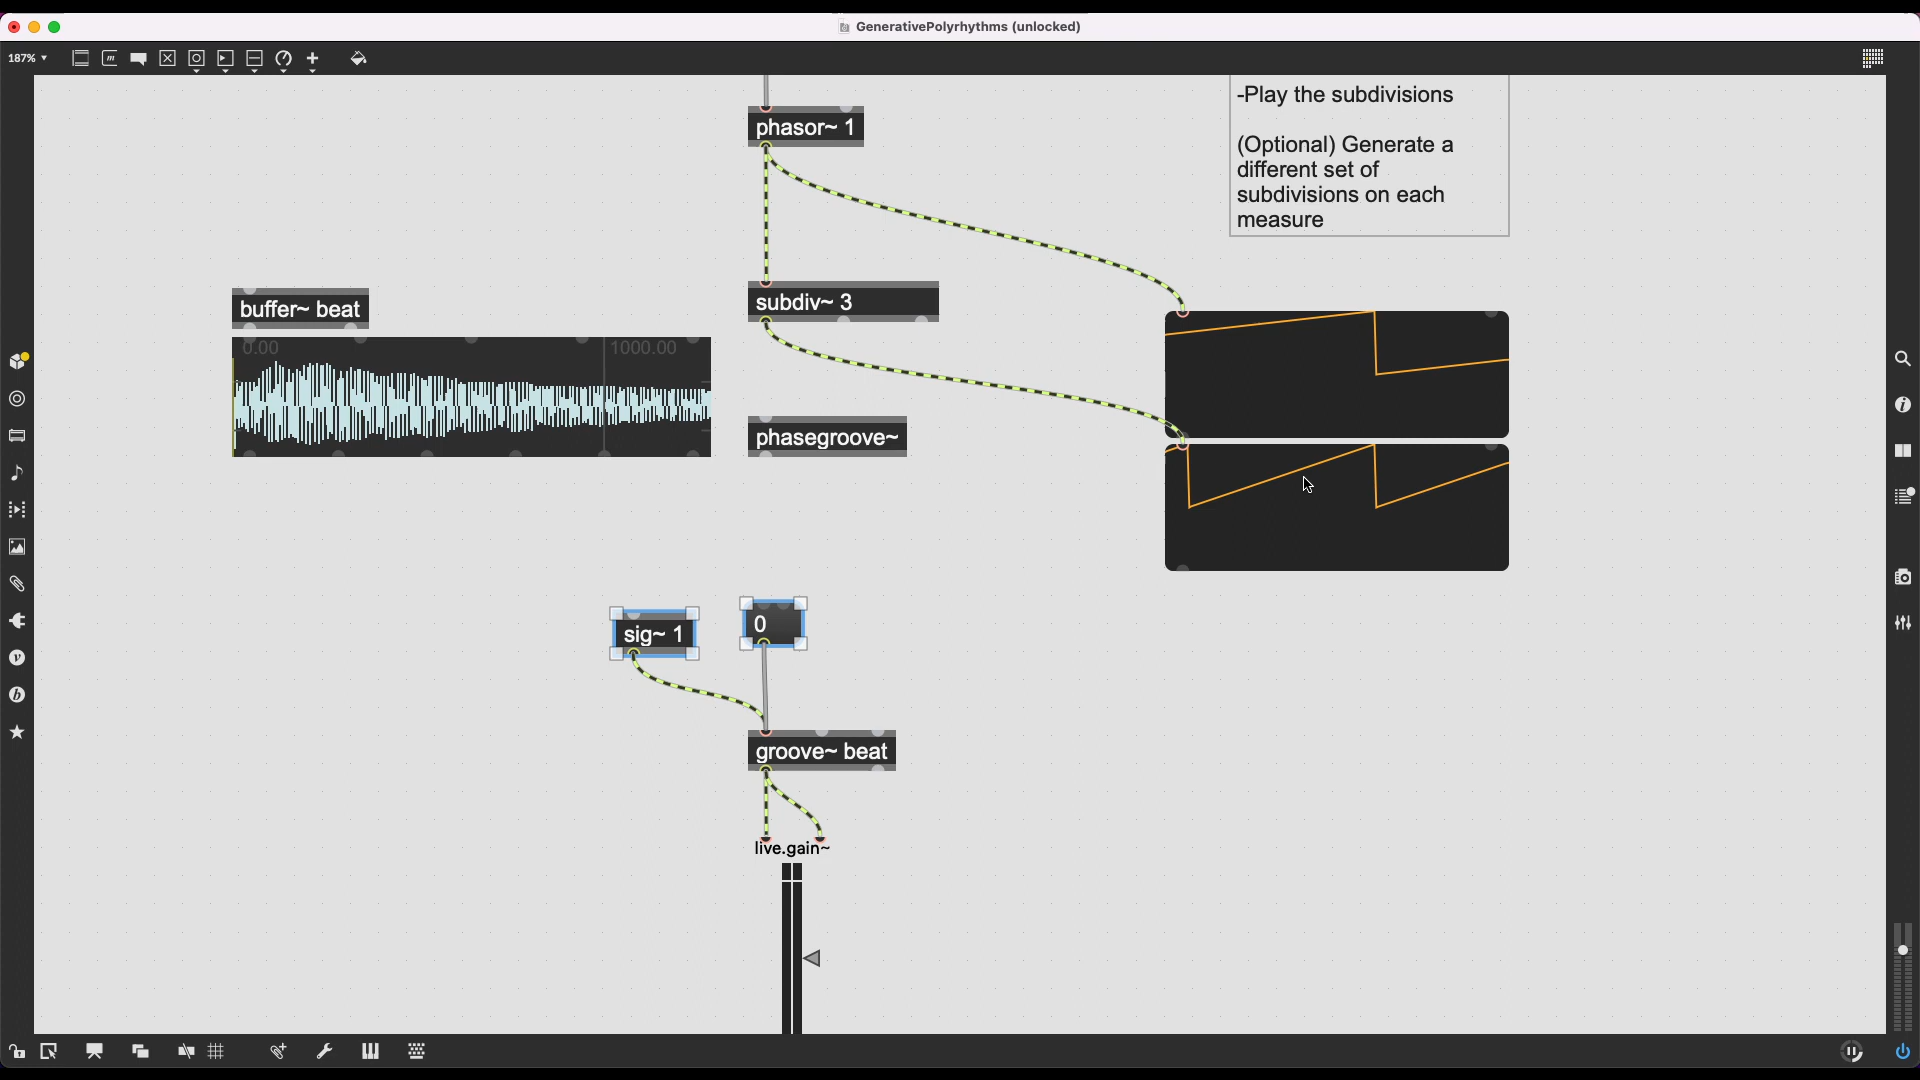 GenerativePolyrhythms (unlocked)
187%
-Play the subdivisions
(Optional) Generate a
different set of
subdivisions on each
measure
phasor~ 1
subdiv~ 3
buffer~ beat
0.00
1000.00
phasegroove~
sig~ 1
0
groove~ beat
live.gain~